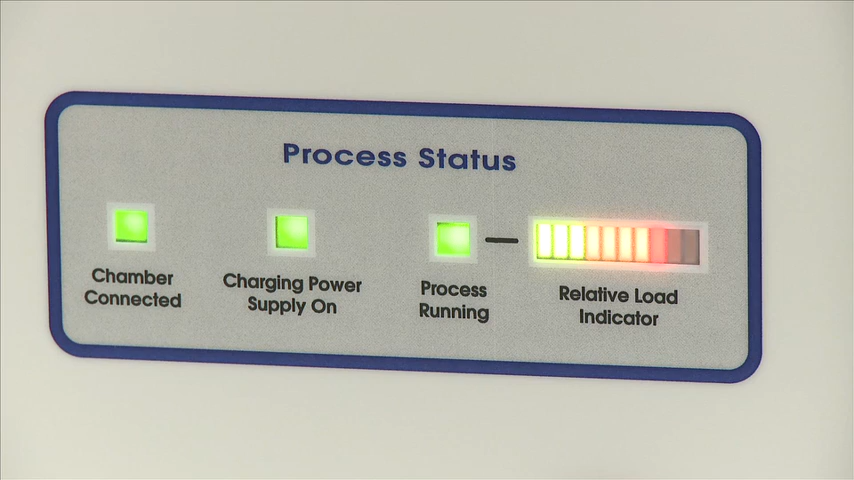 Process Status
Chamber
Connected
Charging Power
Supply On
Process
Running
Relative Load
Indicator